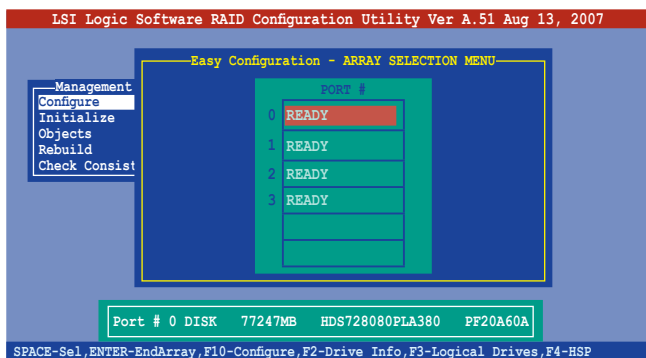 LSI Logic Software RAID Configuration Utility Ver A.51 Aug 13, 2007
Easy Configuration - ARRAY SELECTION MENU
Management
Configure
Initialize
Objects
Rebuild
Check Consist
PORT #
0 READY
1 READY
2 READY
3 READY
Port # 0 DISK 77247MB HDS728080PLA380 PF20A60A
SPACE-Sel,ENTER-EndArray,F10-Configure,F2-Drive Info,F3-Logical Drives,F4-HSP